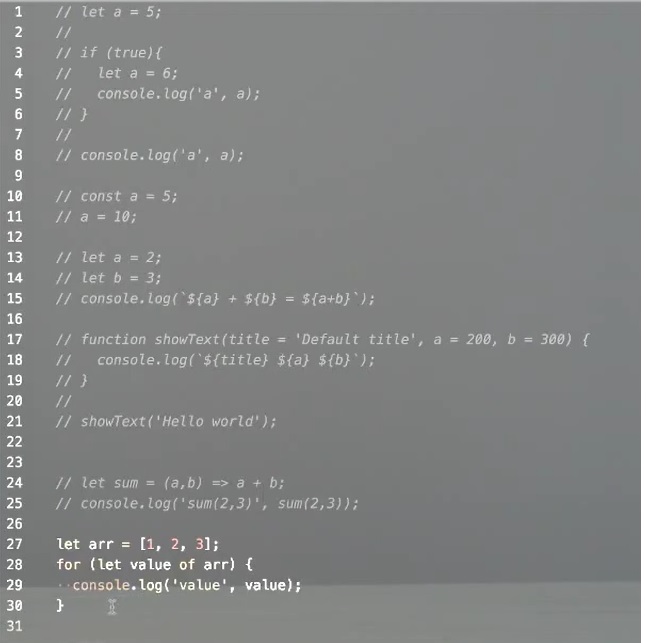 1 // let a = 5;
2 //
3 // if (true){
4 //   let a = 6;
5 //   console.log('a', a);
6 // }
7 //
8 // console.log('a', a);
9
10 // const a = 5;
11 // a = 10;
12
13 // let a = 2;
14 // let b = 3;
15 // console.log(`${a} + ${b} = ${a+b}`);
16
17 // function showText(title = 'Default title', a = 200, b = 300) {
18 //   console.log(`${title} ${a} ${b}`);
19 // }
20 //
21 // showText('Hello world');
22
23
24 // let sum = (a,b) => a + b;
25 // console.log('sum(2,3)', sum(2,3));
26
27 let arr = [1, 2, 3];
28 for (let value of arr) {
29   console.log('value', value);
30 }
31